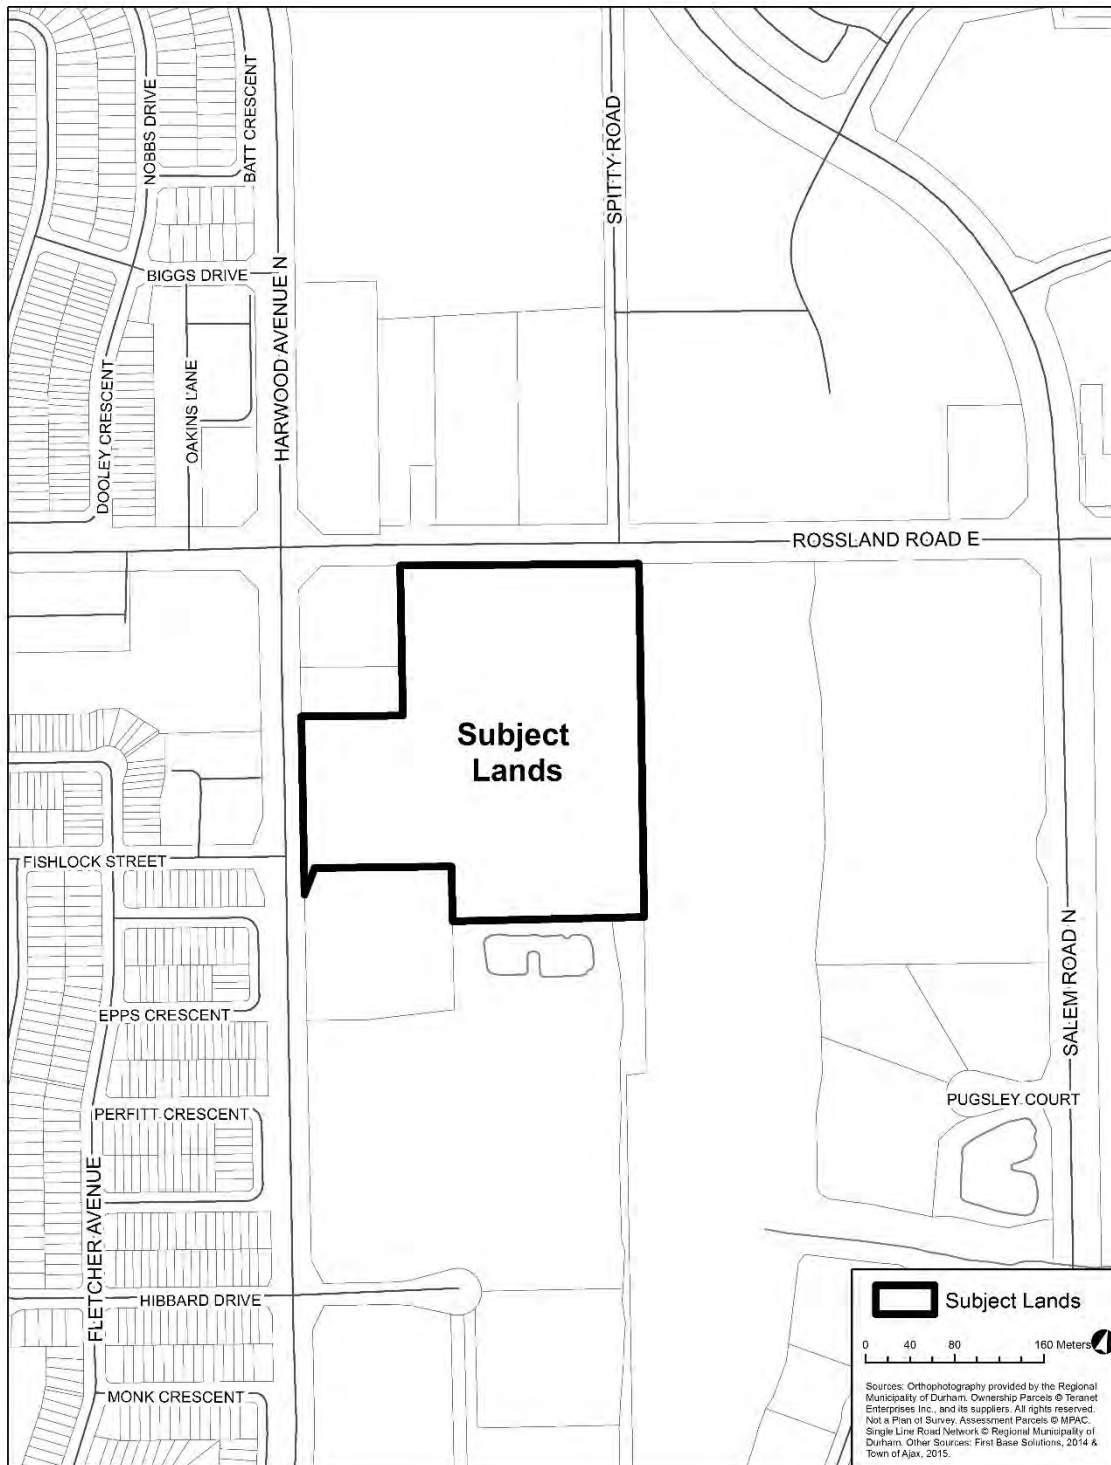 NOBBS DRIVE
BATT CRESCENT
SPITTY ROAD
BIGGS DRIVE
HARWOOD AVENUE N
DOOLEY CRESCENT
OAKINS LANE
ROSSLAND ROAD E
Subject
Lands
FISHLOCK STREET
SALEM ROAD N
EPPS CRESCENT
PUGSLEY COURT
PERFITT CRESCENT
FLETCHER AVENUE
HIBBARD DRIVE
MONK CRESCENT
Subject Lands
0 40 80 160 Meters
Sources: Orthophotography provided by the Regional
Municipality of Durham. Ownership Parcels © Teranet
Enterprises Inc., and its suppliers. All rights reserved.
Not a Plan of Survey. Assessment Parcels © MPAC.
Single Line Road Network © Regional Municipality of
Durham. Other Sources: First Base Solutions, 2014 &
Town of Ajax, 2015.